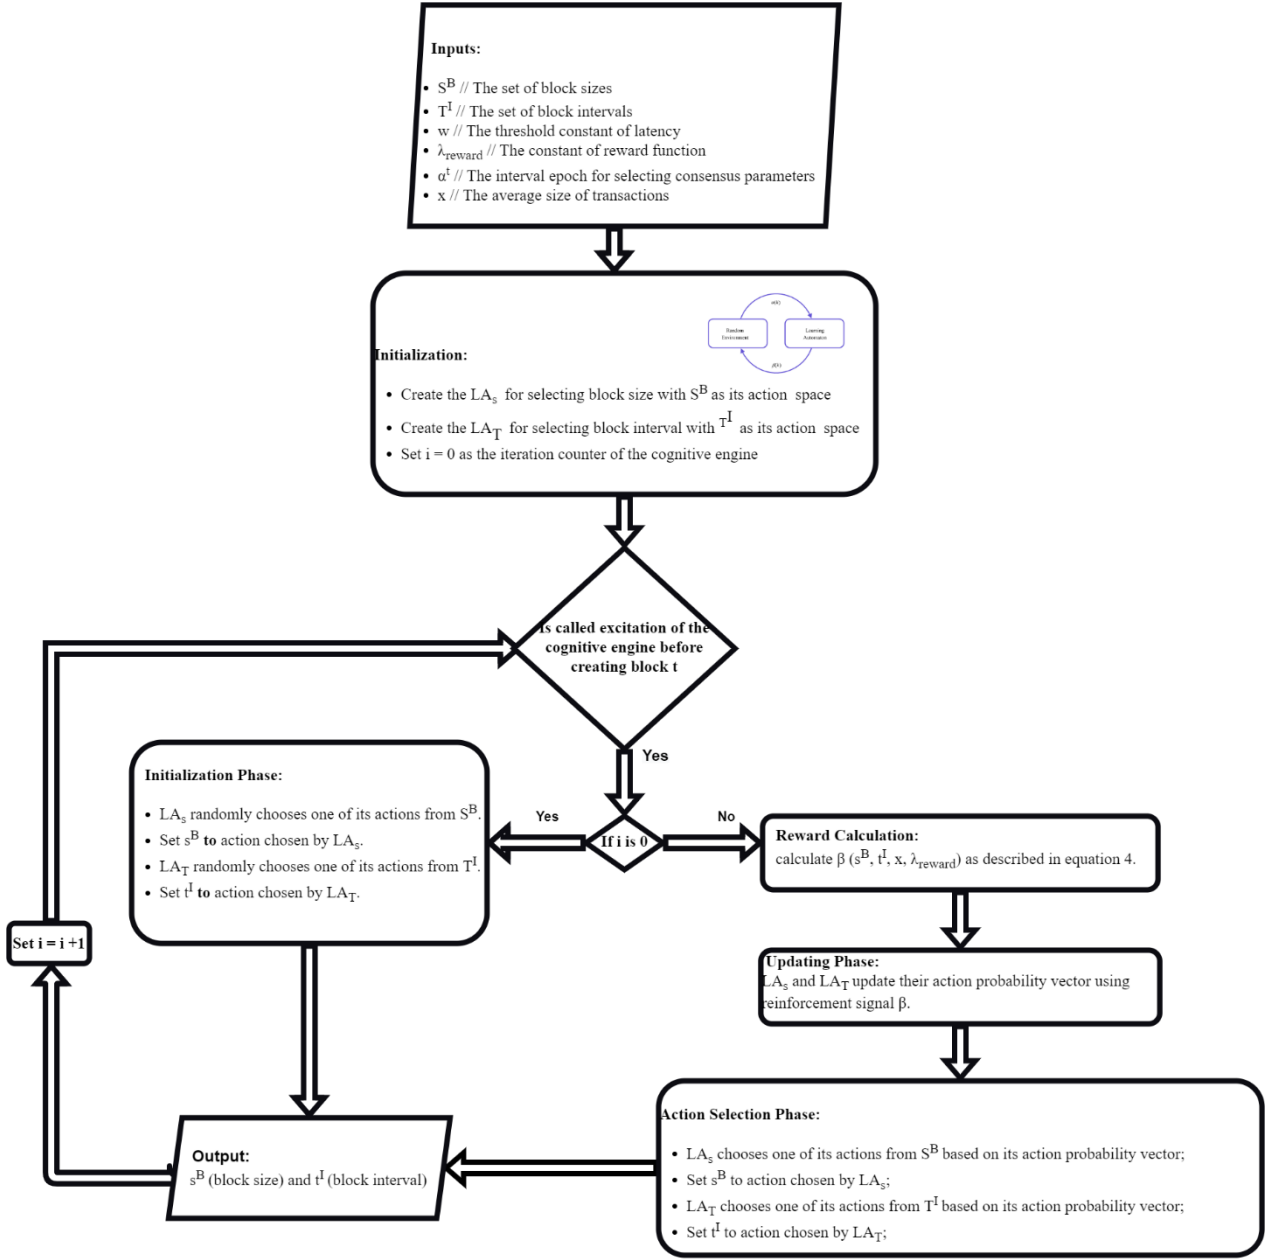 Inputs:
• S^B // The set of block sizes
• T^I // The set of block intervals
• w // The threshold constant of latency
• λ_reward // The constant of reward function
• α^t // The interval epoch for selecting consensus parameters
• x // The average size of transactions
α(k)
Random
Environment
Learning
Automaton
β(k)
Initialization:
• Create the LA_s for selecting block size with S^B as its action space
• Create the LA_T for selecting block interval with T^I as its action space
• Set i = 0 as the iteration counter of the cognitive engine
Is called excitation of the
cognitive engine before
creating block t
Yes
If i is 0
Yes
No
Initialization Phase:
• LA_s randomly chooses one of its actions from S^B.
• Set s^B to action chosen by LA_s.
• LA_T randomly chooses one of its actions from T^I.
• Set t^I to action chosen by LA_T.
Reward Calculation:
calculate β (s^B, t^I, x, λ_reward) as described in equation 4.
Updating Phase:
LA_s and LA_T update their action probability vector using
reinforcement signal β.
Action Selection Phase:
• LA_s chooses one of its actions from S^B based on its action probability vector;
• Set s^B to action chosen by LA_s;
• LA_T chooses one of its actions from T^I based on its action probability vector;
• Set t^I to action chosen by LA_T;
Output:
s^B (block size) and t^I (block interval)
Set i = i +1